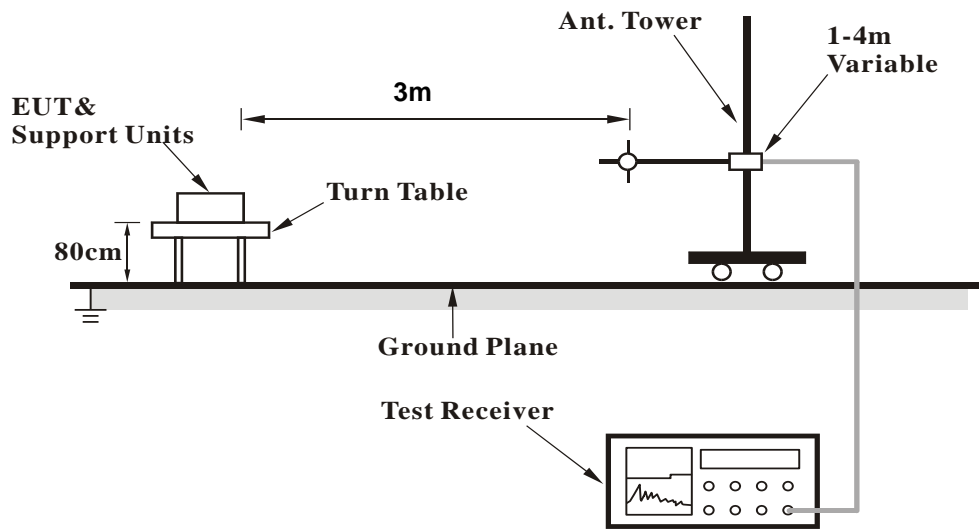 Ant. Tower
1-4m
Variable
3m
EUT&
Support Units
Turn Table
80cm
Ground Plane
Test Receiver